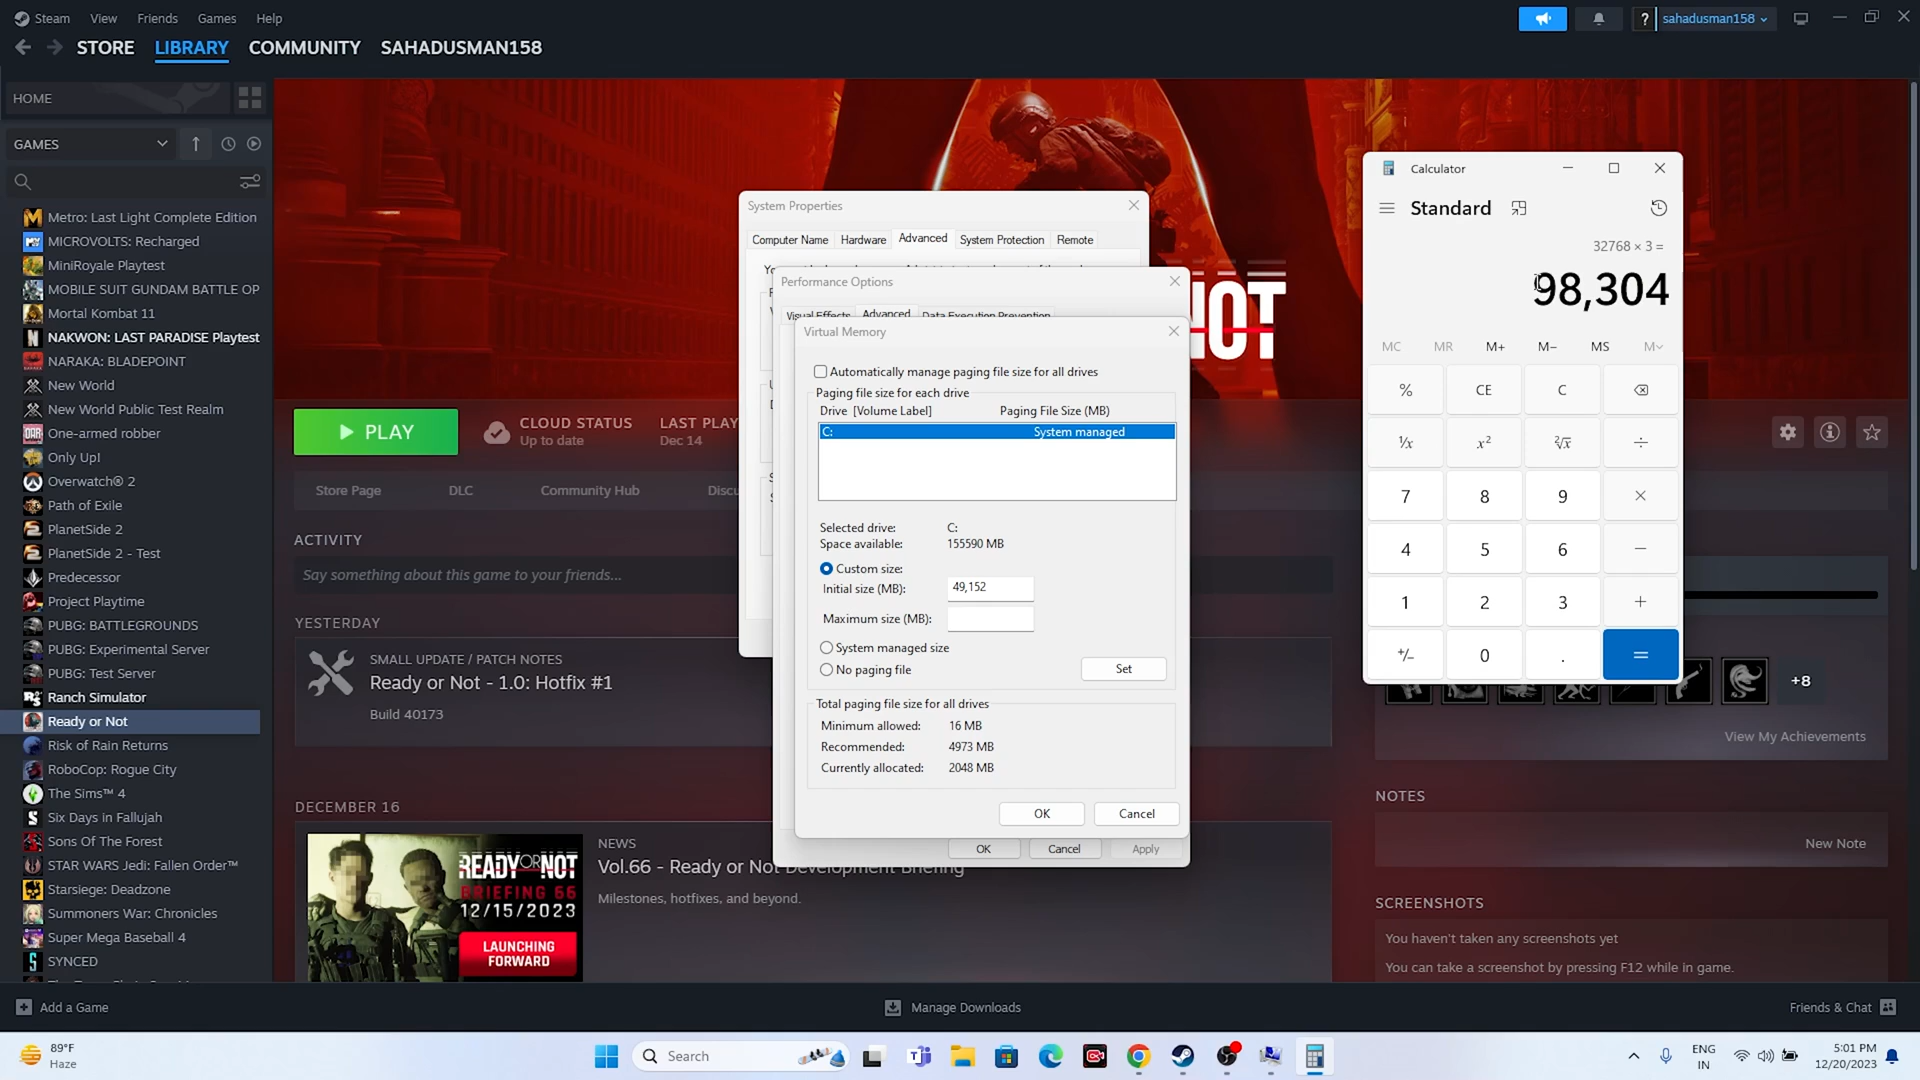 Steam View Friends Games Help
sahadusman158
STORE LIBRARY COMMUNITY SAHADUSMAN158
HOME
GAMES
Metro: Last Light Complete Edition
MICROVOLTS: Recharged
MiniRoyale Playtest
MOBILE SUIT GUNDAM BATTLE OP
Mortal Kombat 11
NAKWON: LAST PARADISE Playtest
NARAKA: BLADEPOINT
New World
New World Public Test Realm
One-armed robber
Only Up!
Overwatch® 2
Path of Exile
PlanetSide 2
PlanetSide 2 - Test
Predecessor
Project Playtime
PUBG: BATTLEGROUNDS
PUBG: Experimental Server
PUBG: Test Server
Ranch Simulator
Ready or Not
Risk of Rain Returns
RoboCop: Rogue City
The Sims™ 4
Six Days in Fallujah
Sons Of The Forest
STAR WARS Jedi: Fallen Order™
Starsiege: Deadzone
Summoners War: Chronicles
Super Mega Baseball 4
SYNCED
Add a Game
PLAY
CLOUD STATUS
Up to date
LAST PLAY
Dec 14
Store Page DLC Community Hub Discu
ACTIVITY
Say something about this game to your friends...
YESTERDAY
SMALL UPDATE / PATCH NOTES
Ready or Not - 1.0: Hotfix #1
Build 40173
DECEMBER 16
READY OR NOT
BRIEFING 66
12/15/2023
LAUNCHING
FORWARD
NEWS
Vol.66 - Ready or Not Development Briefing
Milestones, hotfixes, and beyond.
NOT
System Properties
Computer Name Hardware Advanced System Protection Remote
Performance Options
Visual Effects Advanced Data Execution Prevention
Virtual Memory
Automatically manage paging file size for all drives
Paging file size for each drive
Drive [Volume Label] Paging File Size (MB)
C: System managed
Selected drive: C:
Space available: 155590 MB
Custom size:
Initial size (MB): 49,152
Maximum size (MB):
System managed size
No paging file
Set
Total paging file size for all drives
Minimum allowed: 16 MB
Recommended: 4973 MB
Currently allocated: 2048 MB
OK Cancel
OK Cancel Apply
Calculator
Standard
32768 × 3 =
98,304
MC MR M+ M− MS M˅
% CE C
¹/x x² ²√x ÷
7 8 9 ×
4 5 6 −
1 2 3 +
+/− 0 . =
+8
View My Achievements
NOTES
New Note
SCREENSHOTS
You haven't taken any screenshots yet
You can take a screenshot by pressing F12 while in game.
Manage Downloads
Friends & Chat
89°F
Haze
Search
ENG
IN
5:01 PM
12/20/2023